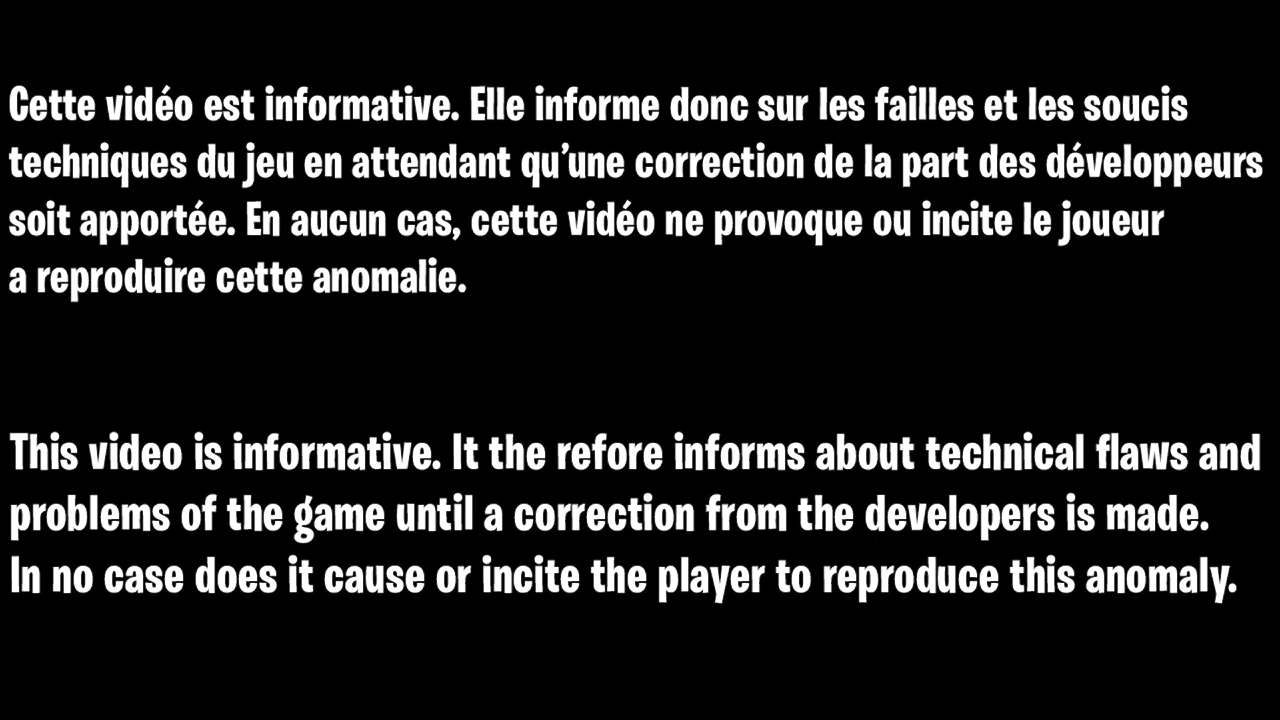 Cette vidéo est informative. Elle informe donc sur les failles et les soucis
techniques du jeu en attendant qu’une correction de la part des développeurs
soit apportée. En aucun cas, cette vidéo ne provoque ou incite le joueur
a reproduire cette anomalie.
This video is informative. It the refore informs about technical flaws and
problems of the game until a correction from the developers is made.
In no case does it cause or incite the player to reproduce this anomaly.